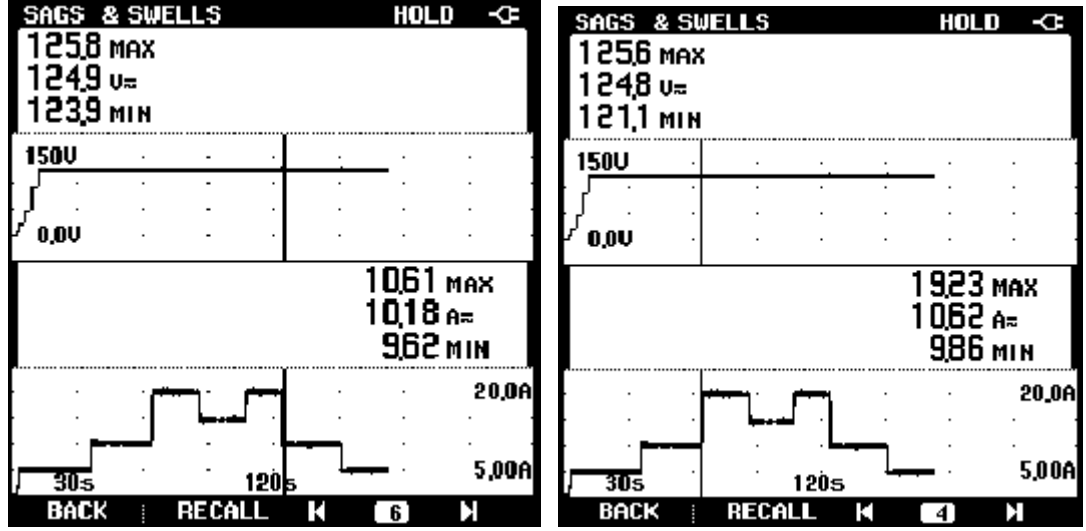 SAGS & SWELLS HOLD
125,8 MAX
124,9 V≂
123,9 MIN
150V
0,0V
10,61 MAX
10,18 A≂
9,62 MIN
20,0A
5,00A
30s 120s
BACK RECALL 6
SAGS & SWELLS HOLD
125,6 MAX
124,8 V≂
121,1 MIN
150V
0,0V
19,23 MAX
10,62 A≂
9,86 MIN
20,0A
5,00A
30s 120s
BACK RECALL 4